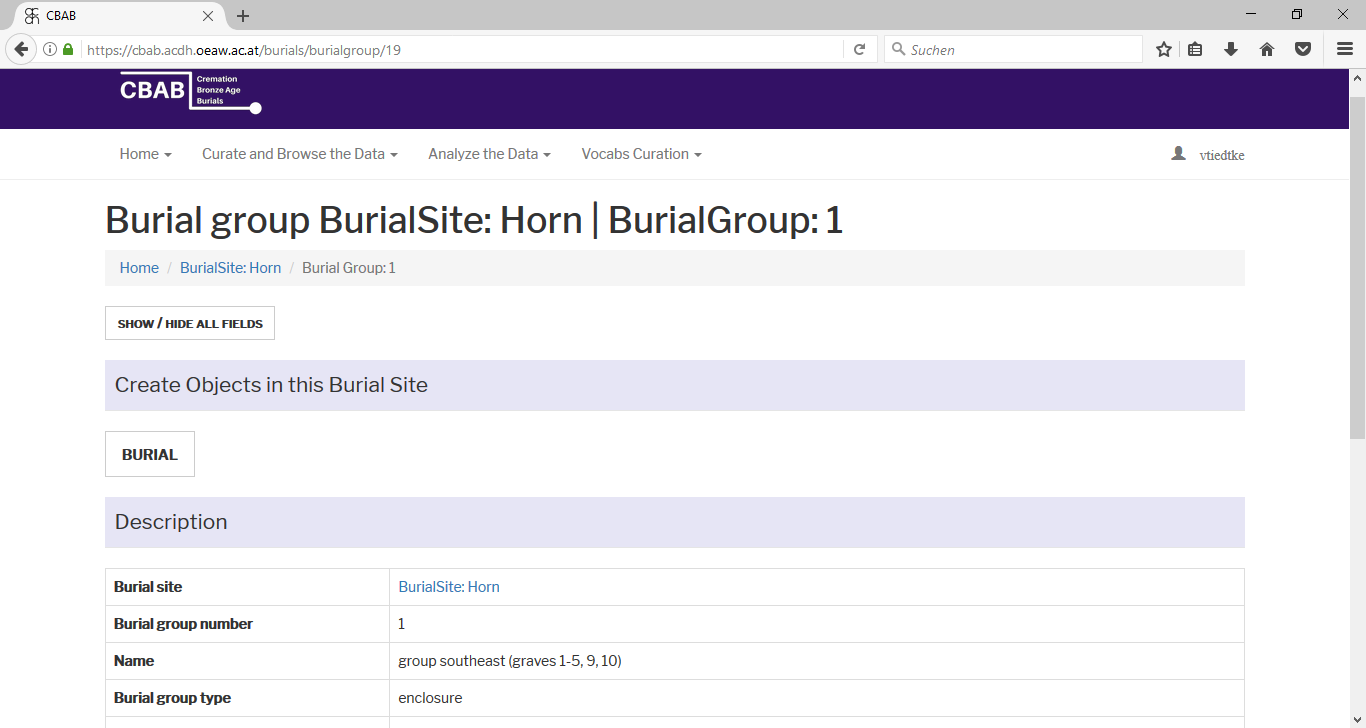 CBAB
https://cbab.acdh.oeaw.ac.at/burials/burialgroup/19
Suchen
CBAB
Cremation
Bronze Age
Burials
Home
Curate and Browse the Data
Analyze the Data
Vocabs Curation
vtiedtke
Burial group BurialSite: Horn | BurialGroup: 1
Home / BurialSite: Horn / Burial Group: 1
SHOW / HIDE ALL FIELDS
Create Objects in this Burial Site
BURIAL
Description
Burial site BurialSite: Horn
Burial group number 1
Name group southeast (graves 1-5, 9, 10)
Burial group type enclosure